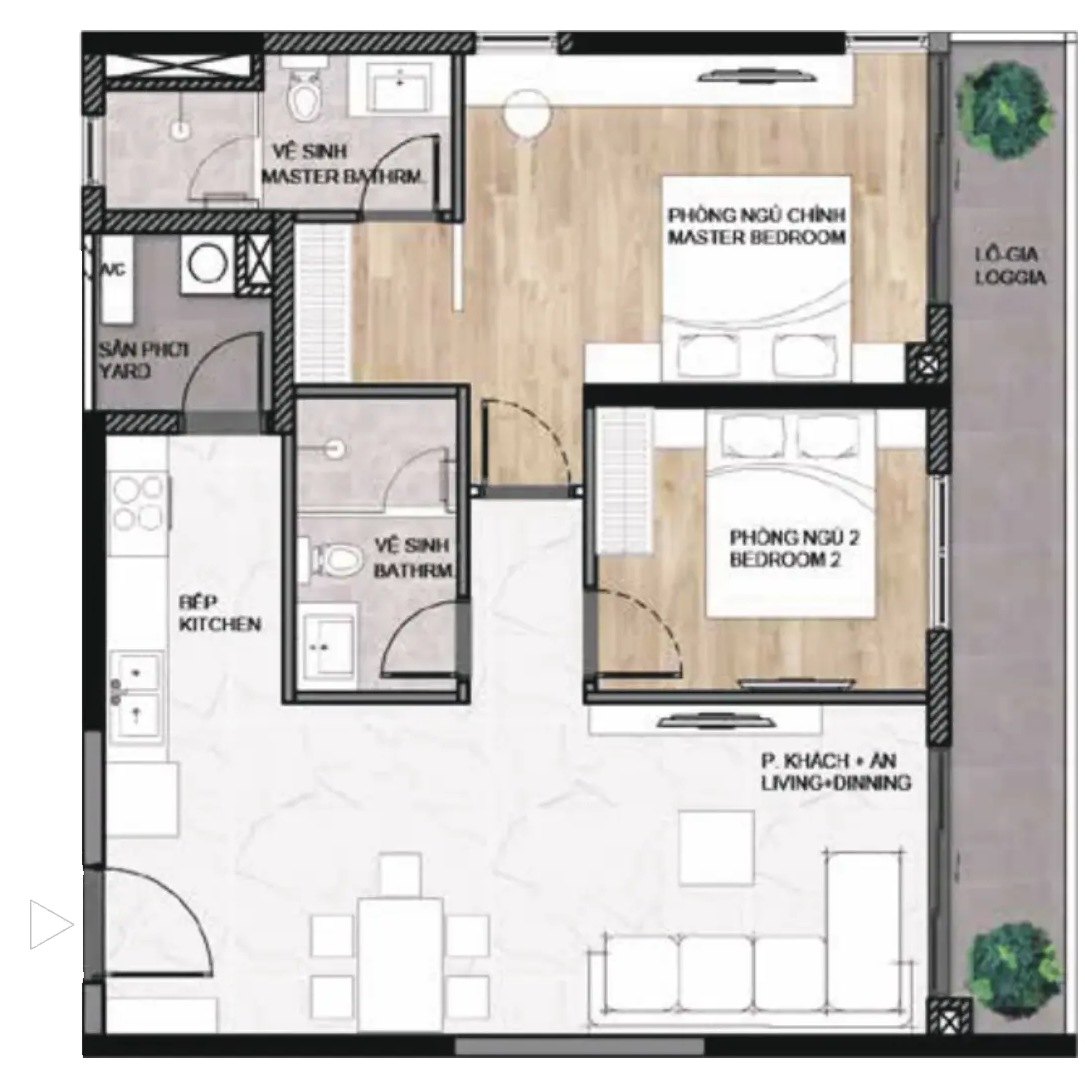 VỆ SINH
MASTER BATHRM.
PHÒNG NGỦ CHÍNH
MASTER BEDROOM
LÔ-GIA
LOGGIA
A/C
SÂN PHƠI
YARD
PHÒNG NGỦ 2
BEDROOM 2
VỆ SINH
BATHRM.
BẾP
KITCHEN
P. KHÁCH + ĂN
LIVING+DINNING